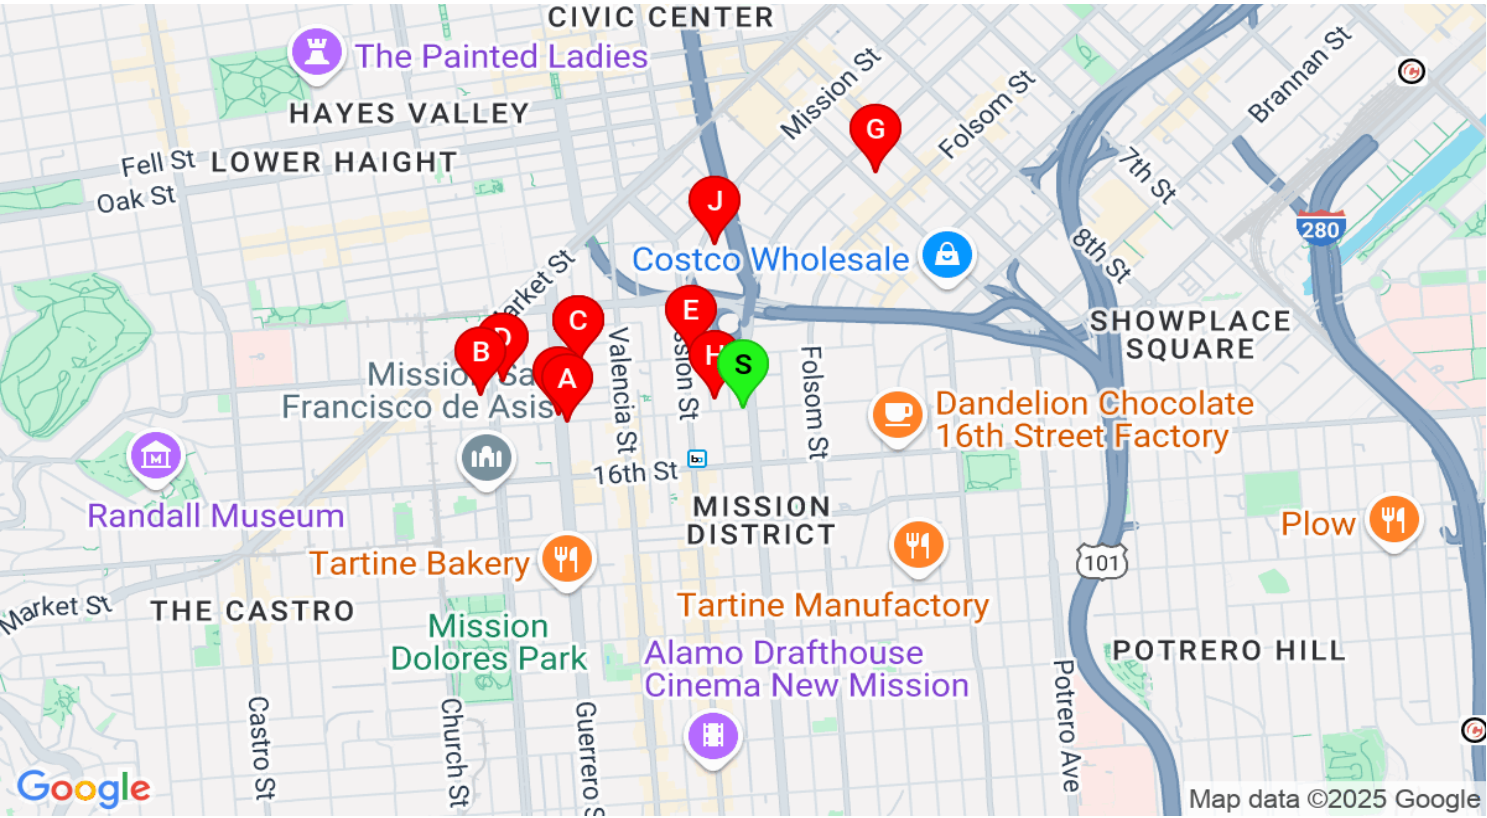 CIVIC CENTER
The Painted Ladies
HAYES VALLEY
Mission St
Folsom St
Brannan St
G
Fell St
LOWER HAIGHT
Oak St
7th St
J
280
8th St
Costco Wholesale
Market St
E
C
D
B
H
S
A
SHOWPLACE
SQUARE
Valencia St
ssion St
Folsom St
Mission Sa
Francisco de Asis
Dandelion Chocolate
16th Street Factory
16th St
Randall Museum
MISSION
DISTRICT
Plow
Tartine Bakery
101
Market St
THE CASTRO
Tartine Manufactory
Mission
Dolores Park
Alamo Drafthouse
Cinema New Mission
POTRERO HILL
Castro St
Church St
Guerrero S
Potrero Ave
Google
Map data ©2025 Google